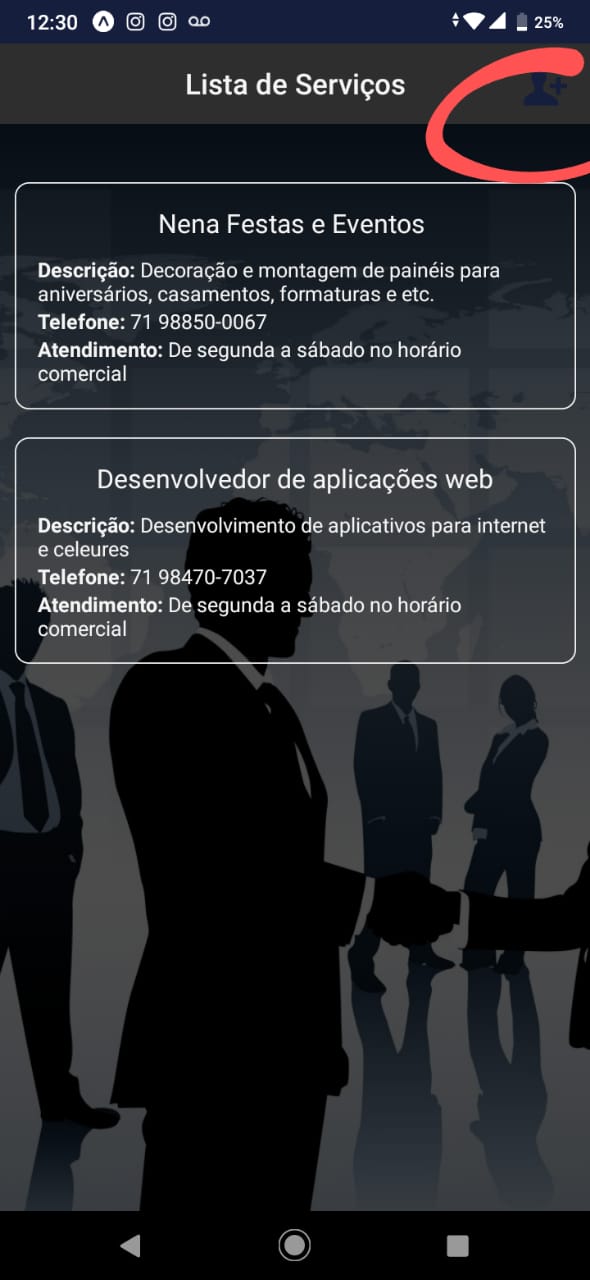 12:30
25%
Lista de Serviços
Nena Festas e Eventos
Descrição: Decoração e montagem de painéis para
aniversários, casamentos, formaturas e etc.
Telefone: 71 98850-0067
Atendimento: De segunda a sábado no horário
comercial
Desenvolvedor de aplicações web
Descrição: Desenvolvimento de aplicativos para internet
e celeures
Telefone: 71 98470-7037
Atendimento: De segunda a sábado no horário
comercial